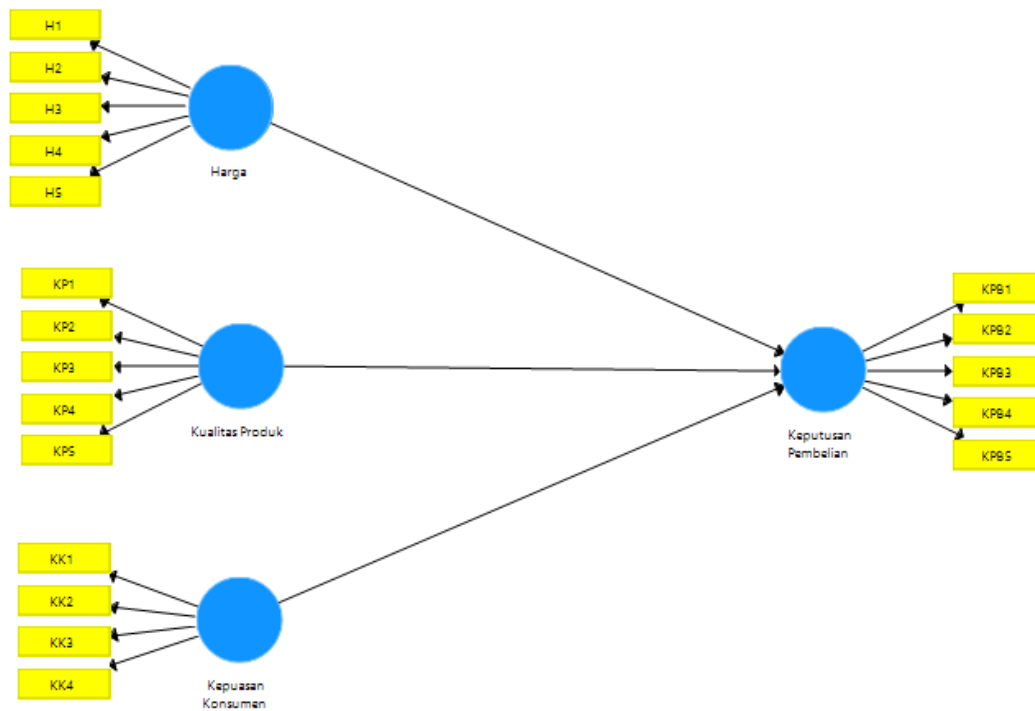 H1
H2
H3
H4
H5
Harga
KP1
KP2
KP3
KP4
KP5
Kualitas Produk
KK1
KK2
KK3
KK4
Kepuasan
Konsumen
KPB1
KPB2
KPB3
KPB4
KPB5
Keputusan
Pembelian